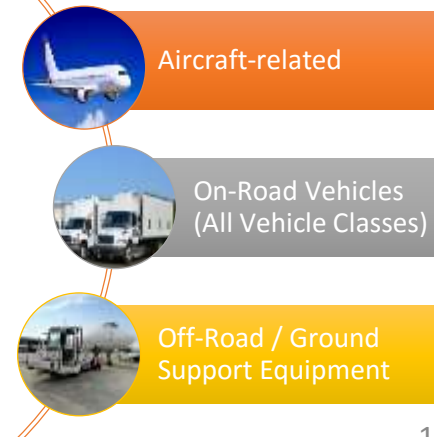 Aircraft-related
On-Road Vehicles
(All Vehicle Classes)
Off-Road / Ground
Support Equipment
1